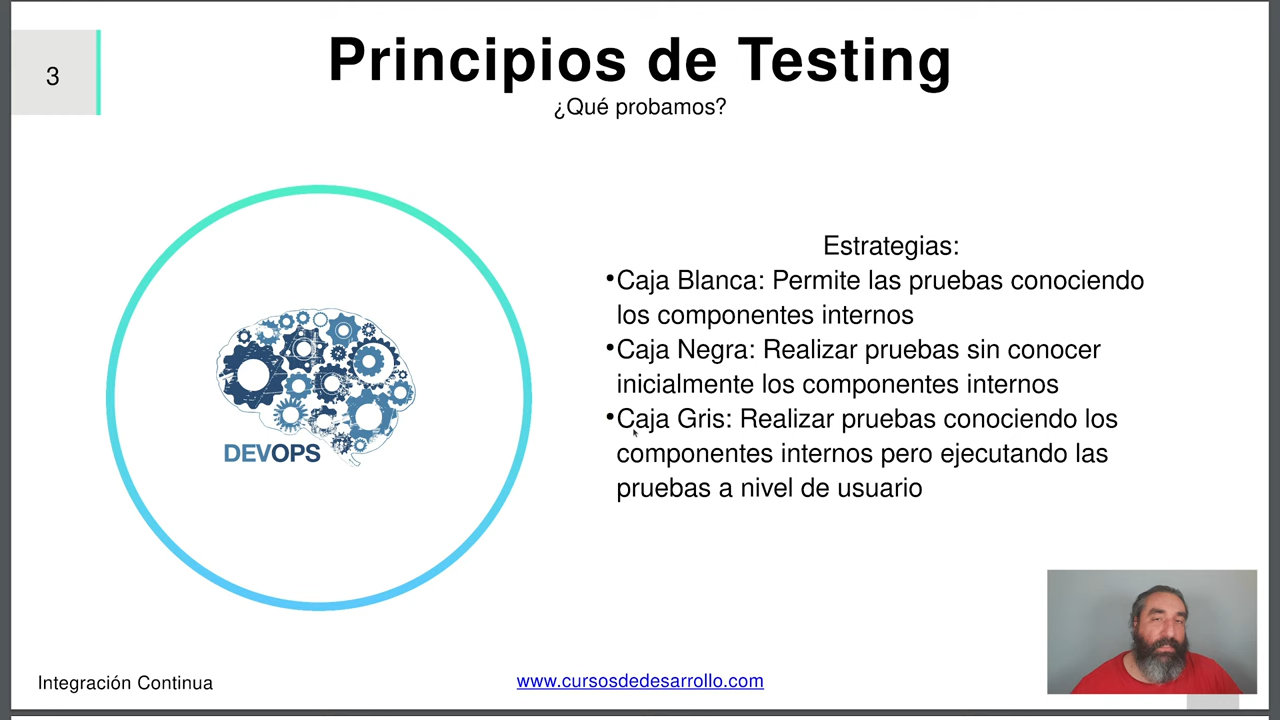 3
Principios de Testing
¿Qué probamos?
DEVOPS
Estrategias:
•Caja Blanca: Permite las pruebas conociendo
los componentes internos
•Caja Negra: Realizar pruebas sin conocer
inicialmente los componentes internos
•Caja Gris: Realizar pruebas conociendo los
componentes internos pero ejecutando las
pruebas a nivel de usuario
Integración Continua
www.cursosdedesarrollo.com